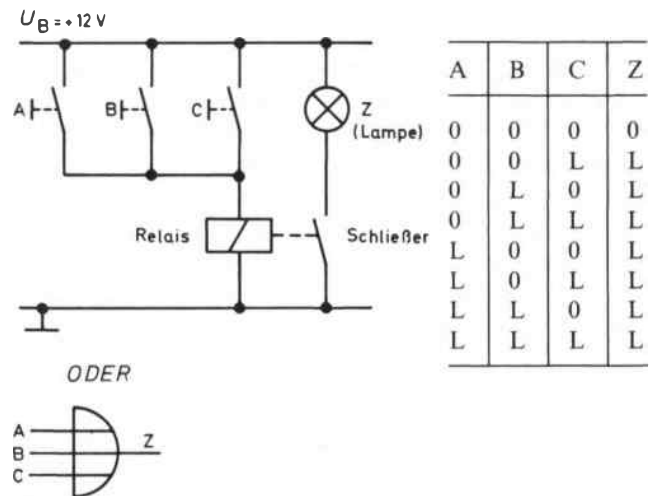 U_B = +12 V
A
B
C
Z
(Lampe)
Relais
Schließer
A B C Z
0 0 0 0
0 0 L L
0 L 0 L
0 L L L
L 0 0 L
L 0 L L
L L 0 L
L L L L
ODER
A
B
C
Z